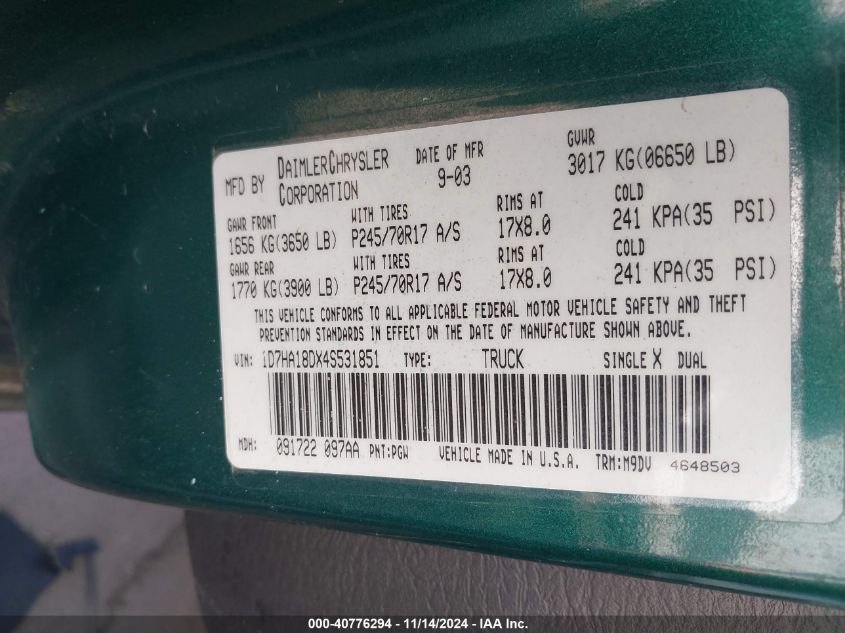 MFD BY DAIMLERCHRYSLER CORPORATION DATE OF MFR 9-03 GVWR 3017 KG(06650 LB)
GAWR FRONT WITH TIRES RIMS AT COLD
1656 KG(3650 LB) P245/70R17 A/S 17X8.0 241 KPA(35 PSI)
GAWR REAR WITH TIRES RIMS AT COLD
1770 KG(3900 LB) P245/70R17 A/S 17X8.0 241 KPA(35 PSI)
THIS VEHICLE CONFORMS TO ALL APPLICABLE FEDERAL MOTOR VEHICLE SAFETY AND THEFT
PREVENTION STANDARDS IN EFFECT ON THE DATE OF MANUFACTURE SHOWN ABOVE.
VIN: 1D7HA18DX4S531851 TYPE: TRUCK SINGLE X DUAL
MDH: 091722 097AA PNT:PGW VEHICLE MADE IN U.S.A. TRM:M9DV 4648503
000-40776294 - 11/14/2024 - IAA Inc.